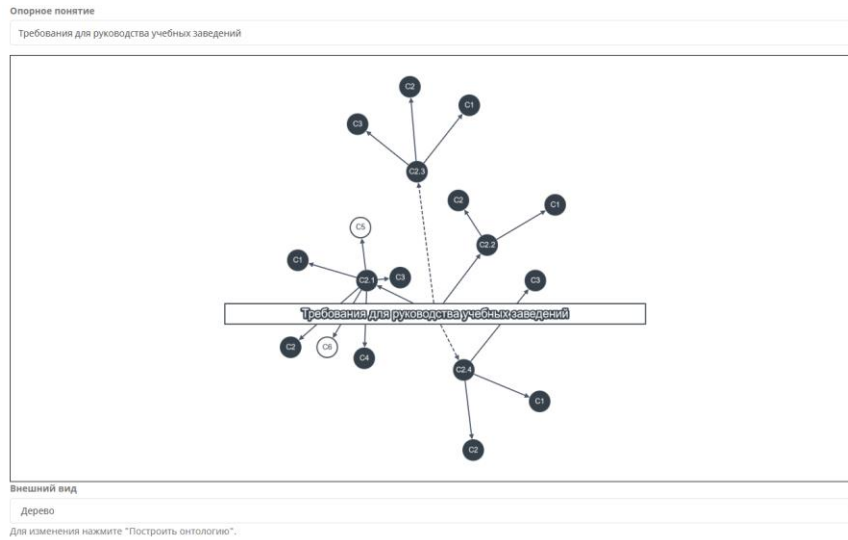 Опорное понятие
Требования для руководства учебных заведений
C2
C1
C3
C2.3
C2
C1
C5
C2.2
C1
C2.1
C3
C3
Требования для руководства учебных заведений
C2
C6
C4
C2.4
C1
C2
Внешний вид
Дерево
Для изменения нажмите "Построить онтологию".